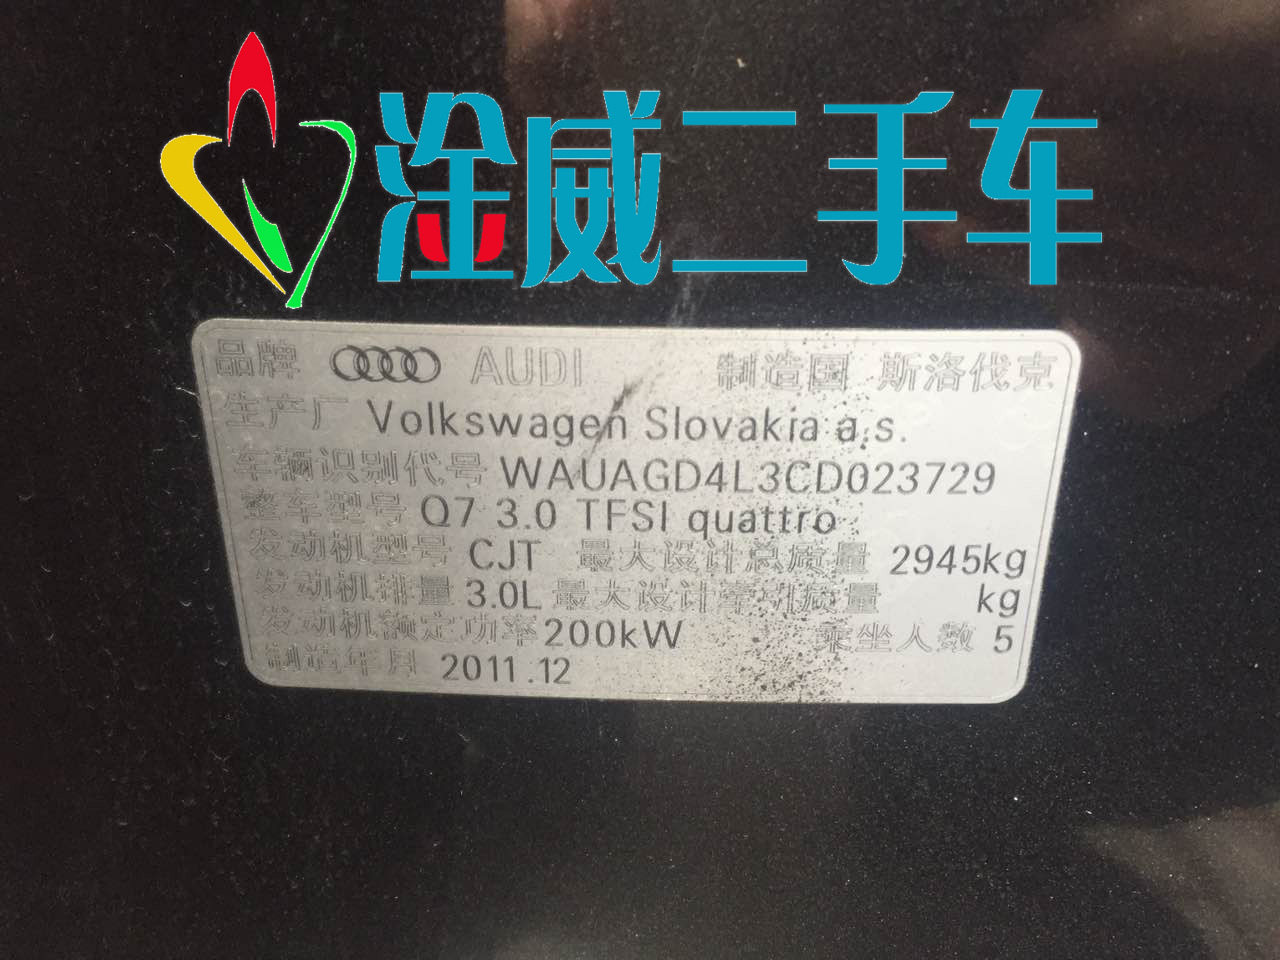 淦威二手车
品牌 AUDI 制造国 斯洛伐克
生产厂 Volkswagen Slovakia a.s.
车辆识别代号 WAUAGD4L3CD023729
整车型号 Q7 3.0 TFSI quattro
发动机型号 CJT 最大设计总质量 2945kg
发动机排量 3.0L 最大设计牵引质量 kg
发动机额定功率 200kW 乘坐人数 5
制造年月 2011.12